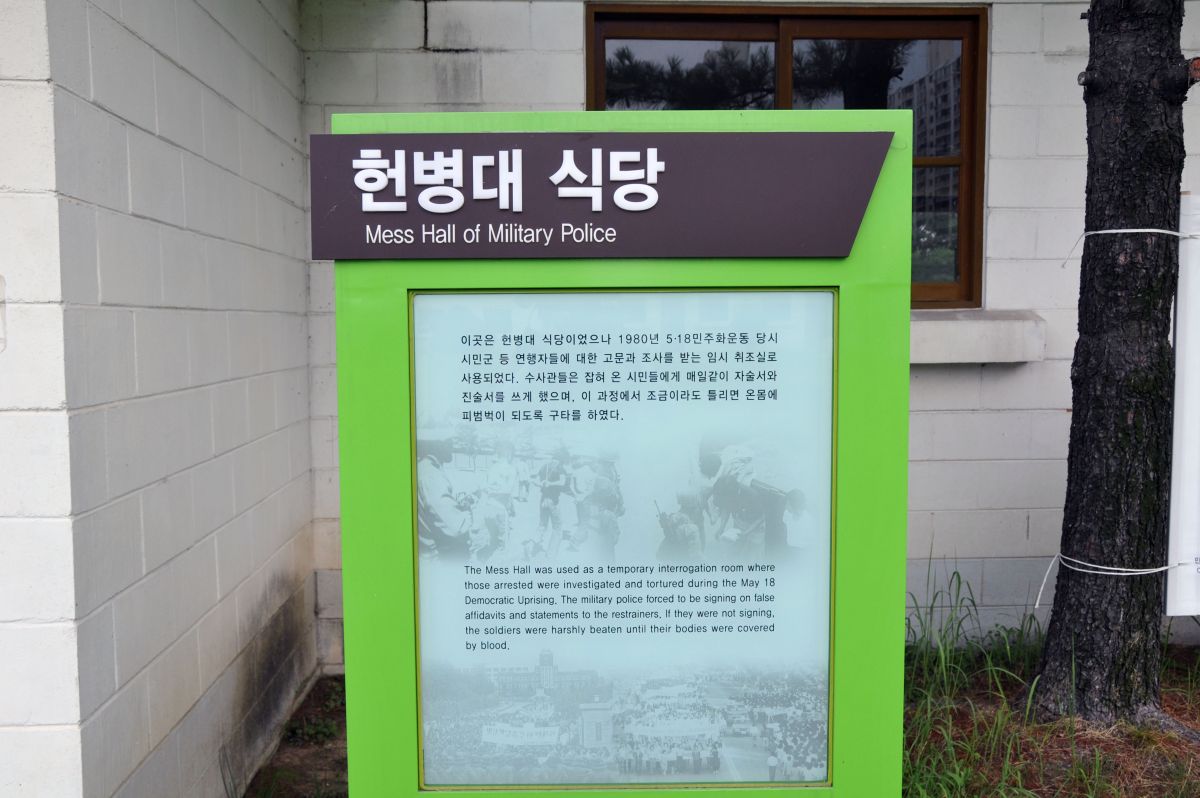 헌병대 식당
Mess Hall of Military Police
이곳은 헌병대 식당이었으나 1980년 5·18민주화운동 당시
시민군 등 연행자들에 대한 고문과 조사를 받는 임시 취조실로
사용되었다. 수사관들은 잡혀 온 시민들에게 매일같이 자술서와
진술서를 쓰게 했으며, 이 과정에서 조금이라도 틀리면 온몸에
피범벅이 되도록 구타를 하였다.
The Mess Hall was used as a temporary interrogation room where
those arrested were investigated and tortured during the May 18
Democratic Uprising. The military police forced to be signing on false
affidavits and statements to the restrainers. If they were not signing,
the soldiers were harshly beaten until their bodies were covered
by blood.